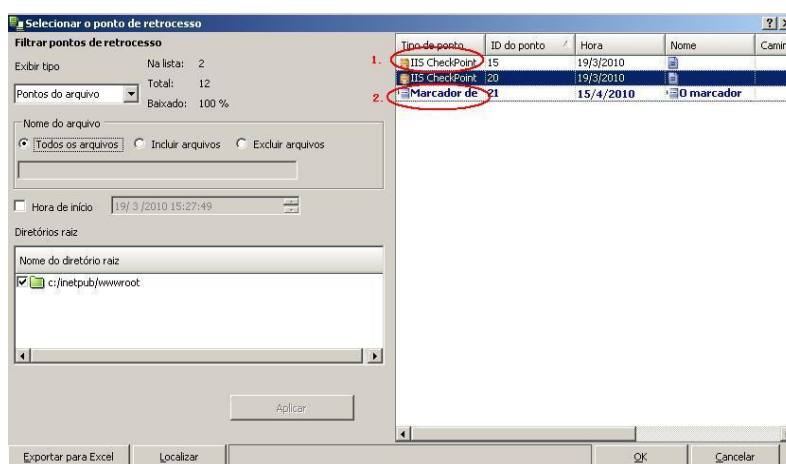 Selecionar o ponto de retrocesso
Filtrar pontos de retrocesso
Exibir tipo
Na lista: 2
Total: 12
Baixado: 100 %
Pontos do arquivo
Nome do arquivo
Todos os arquivos Incluir arquivos Excluir arquivos
Hora de início 19/ 3 /2010 15:27:49
Diretórios raiz
Nome do diretório raiz
c:/inetpub/wwwroot
Aplicar
Exportar para Excel Localizar
Tipo de ponto ID do ponto Hora Nome Camir
1. IIS CheckPoint 15 19/3/2010
IIS CheckPoint 20 19/3/2010
2. Marcador de 21 15/4/2010 O marcador
OK Cancelar